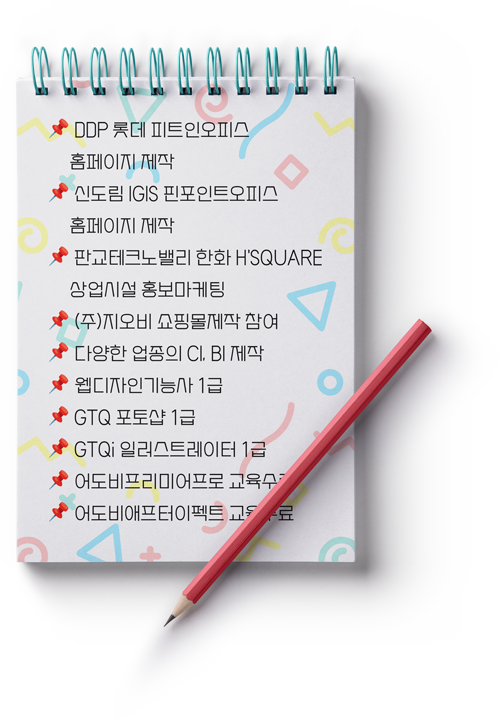 DDP 롯데 피트인오피스
홈페이지 제작
신도림 IGIS 핀포인트오피스
홈페이지 제작
판교테크노밸리 한화 H'SQUARE
상업시설 홍보마케팅
(주)지오비 쇼핑몰제작 참여
다양한 업종의 CI, BI 제작
웹디자인기능사 1급
GTQ 포토샵 1급
GTQi 일러스트레이터 1급
어도비프리미어프로 교육수료
어도비애프터이펙트 교육수료